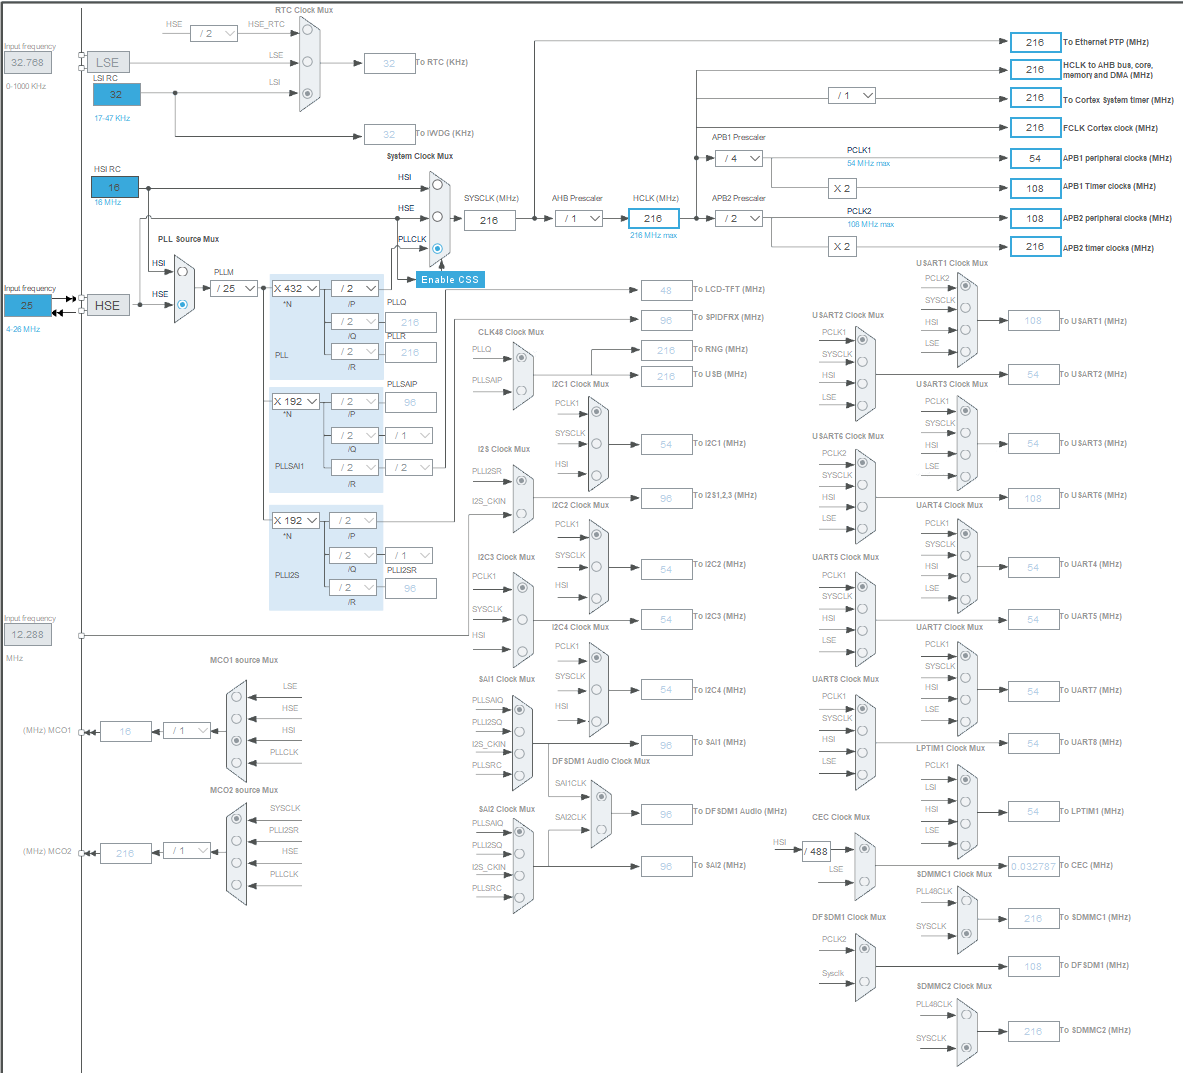 RTC Clock Mux
HSE
/ 2
HSE_RTC
Input frequency
32.768
0-1000 KHz
LSE
LSE
32
To RTC (KHz)
LSI RC
32
17-47 KHz
LSI
32
To IWDG (KHz)
216
To Ethernet PTP (MHz)
216
HCLK to AHB bus, core,
memory and DMA (MHz)
/ 1
216
To Cortex System timer (MHz)
216
FCLK Cortex clock (MHz)
APB1 Prescaler
/ 4
PCLK1
54 MHz max
54
APB1 peripheral clocks (MHz)
X 2
108
APB1 Timer clocks (MHz)
APB2 Prescaler
/ 2
PCLK2
108 MHz max
108
APB2 peripheral clocks (MHz)
X 2
216
APB2 timer clocks (MHz)
System Clock Mux
HSI RC
16
16 MHz
HSI
HSE
PLLCLK
SYSCLK (MHz)
216
AHB Prescaler
/ 1
HCLK (MHz)
216
216 MHz max
Enable CSS
PLL Source Mux
HSI
HSE
Input frequency
25
4-26 MHz
HSE
PLLM
/ 25
X 432
*N
/ 2
/P
PLLQ
/ 2
216
/Q
PLLR
/ 2
216
/R
PLL
X 192
*N
/ 2
/P
PLLSAIP
96
/ 2
/ 1
/Q
/ 2
/ 2
/R
PLLSAI1
X 192
*N
/ 2
/P
/ 2
/ 1
/Q
PLLI2SR
/ 2
96
/R
PLLI2S
Input frequency
12.288
MHz
48
To LCD-TFT (MHz)
96
To SPIDFRX (MHz)
CLK48 Clock Mux
PLLQ
PLLSAIP
216
To RNG (MHz)
216
To USB (MHz)
I2C1 Clock Mux
PCLK1
SYSCLK
HSI
54
To I2C1 (MHz)
I2S Clock Mux
PLLI2SR
I2S_CKIN
96
To I2S1,2,3 (MHz)
I2C2 Clock Mux
PCLK1
SYSCLK
HSI
54
To I2C2 (MHz)
I2C3 Clock Mux
PCLK1
SYSCLK
HSI
54
To I2C3 (MHz)
I2C4 Clock Mux
PCLK1
SYSCLK
HSI
54
To I2C4 (MHz)
SAI1 Clock Mux
PLLSAIQ
PLLI2SQ
I2S_CKIN
PLLSRC
96
To SAI1 (MHz)
DFSDM1 Audio Clock Mux
SAI1CLK
SAI2CLK
96
To DFSDM1 Audio (MHz)
SAI2 Clock Mux
PLLSAIQ
PLLI2SQ
I2S_CKIN
PLLSRC
96
To SAI2 (MHz)
MCO1 source Mux
LSE
HSE
HSI
PLLCLK
(MHz) MCO1
16
/ 1
MCO2 source Mux
SYSCLK
PLLI2SR
HSE
PLLCLK
(MHz) MCO2
216
/ 1
USART1 Clock Mux
PCLK2
SYSCLK
HSI
LSE
108
To USART1 (MHz)
USART2 Clock Mux
PCLK1
SYSCLK
HSI
LSE
54
To USART2 (MHz)
USART3 Clock Mux
PCLK1
SYSCLK
HSI
LSE
54
To USART3 (MHz)
USART6 Clock Mux
PCLK2
SYSCLK
HSI
LSE
108
To USART6 (MHz)
UART4 Clock Mux
PCLK1
SYSCLK
HSI
LSE
54
To UART4 (MHz)
UART5 Clock Mux
PCLK1
SYSCLK
HSI
LSE
54
To UART5 (MHz)
UART7 Clock Mux
PCLK1
SYSCLK
HSI
LSE
54
To UART7 (MHz)
UART8 Clock Mux
PCLK1
SYSCLK
HSI
LSE
54
To UART8 (MHz)
LPTIM1 Clock Mux
PCLK1
LSI
HSI
LSE
54
To LPTIM1 (MHz)
CEC Clock Mux
HSI
/ 488
LSE
0.032787
To CEC (MHz)
SDMMC1 Clock Mux
PLL48CLK
SYSCLK
216
To SDMMC1 (MHz)
DFSDM1 Clock Mux
PCLK2
Sysclk
108
To DFSDM1 (MHz)
SDMMC2 Clock Mux
PLL48CLK
SYSCLK
216
To SDMMC2 (MHz)